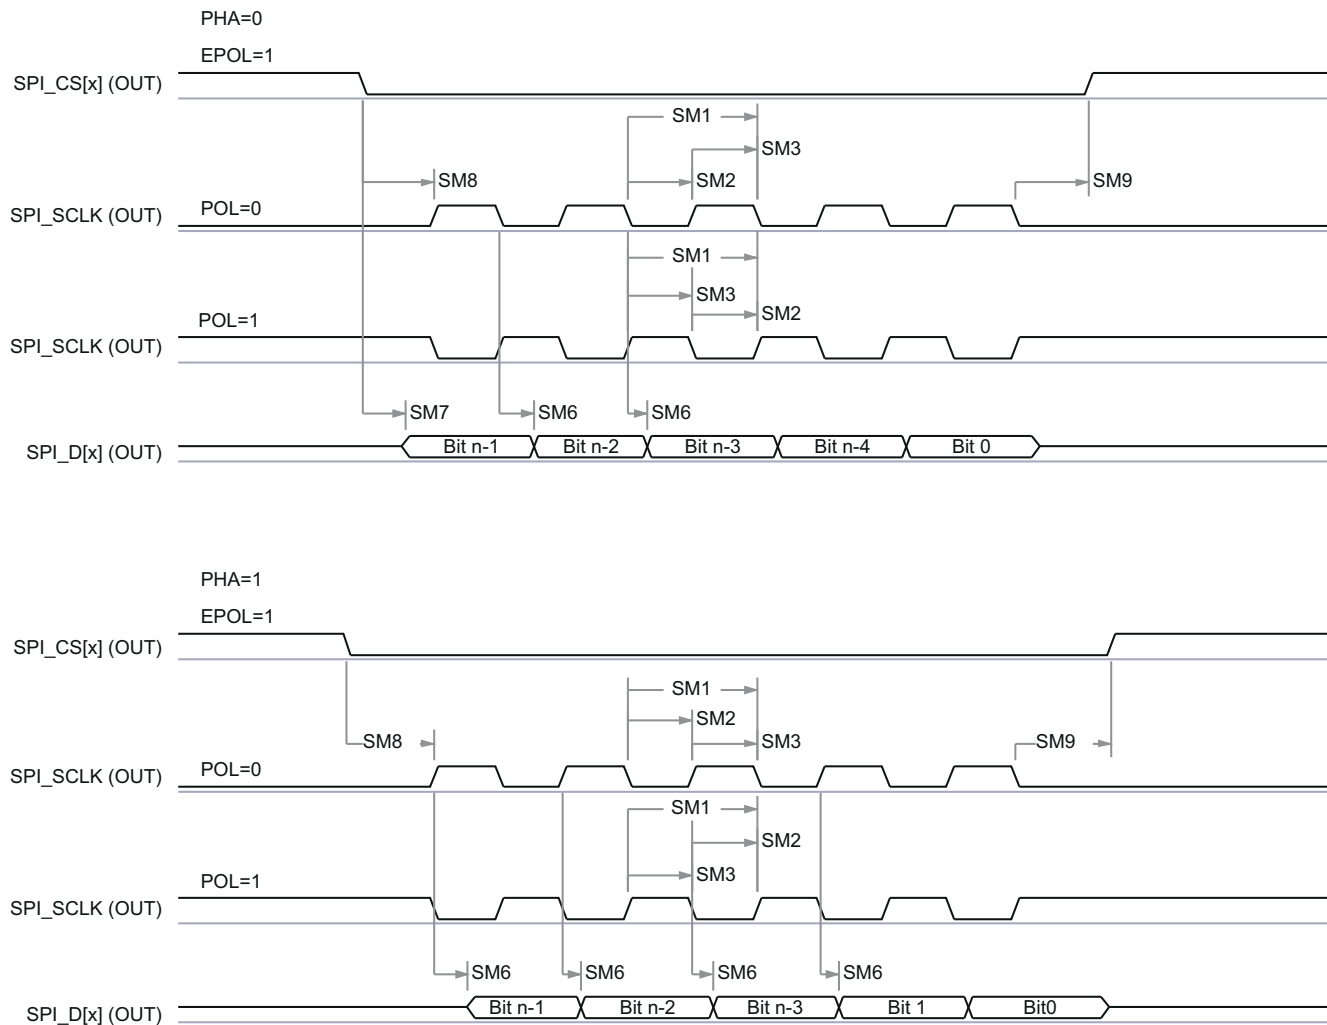 PHA=0
EPOL=1
SPI_CS[x] (OUT)
SM1
SM3
SM8
SM2
SM9
POL=0
SPI_SCLK (OUT)
SM1
SM3
SM2
POL=1
SPI_SCLK (OUT)
SM7
SM6
SM6
SPI_D[x] (OUT)
Bit n-1
Bit n-2
Bit n-3
Bit n-4
Bit 0
PHA=1
EPOL=1
SPI_CS[x] (OUT)
SM1
SM2
SM8
SM3
SM9
POL=0
SPI_SCLK (OUT)
SM1
SM2
SM3
POL=1
SPI_SCLK (OUT)
SM6
SM6
SM6
SM6
SPI_D[x] (OUT)
Bit n-1
Bit n-2
Bit n-3
Bit 1
Bit0